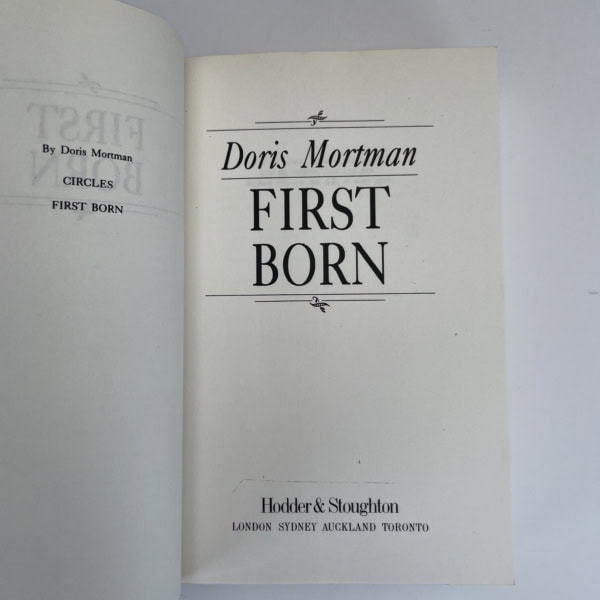 By Doris Mortman
CIRCLES
FIRST BORN
Doris Mortman
FIRST
BORN
Hodder & Stoughton
LONDON SYDNEY AUCKLAND TORONTO